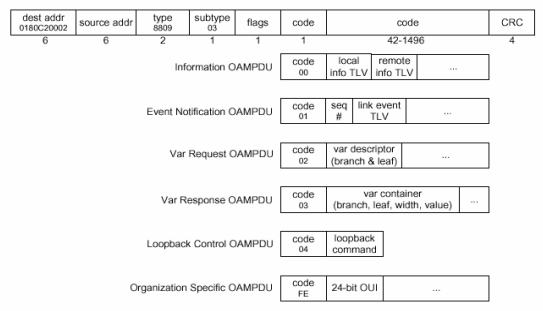 dest addr source addr type subtype flags code code CRC
0180C20002 8809 03
6 6 2 1 1 1 42-1496 4
Information OAMPDU code local remote ...
00 info TLV info TLV
Event Notification OAMPDU code seq link event ...
01 # TLV
Var Request OAMPDU code var descriptor ...
02 (branch & leaf)
Var Response OAMPDU code var container ...
03 (branch, leaf, width, value)
Loopback Control OAMPDU code loopback
04 command
Organization Specific OAMPDU code 24-bit OUI ...
FE